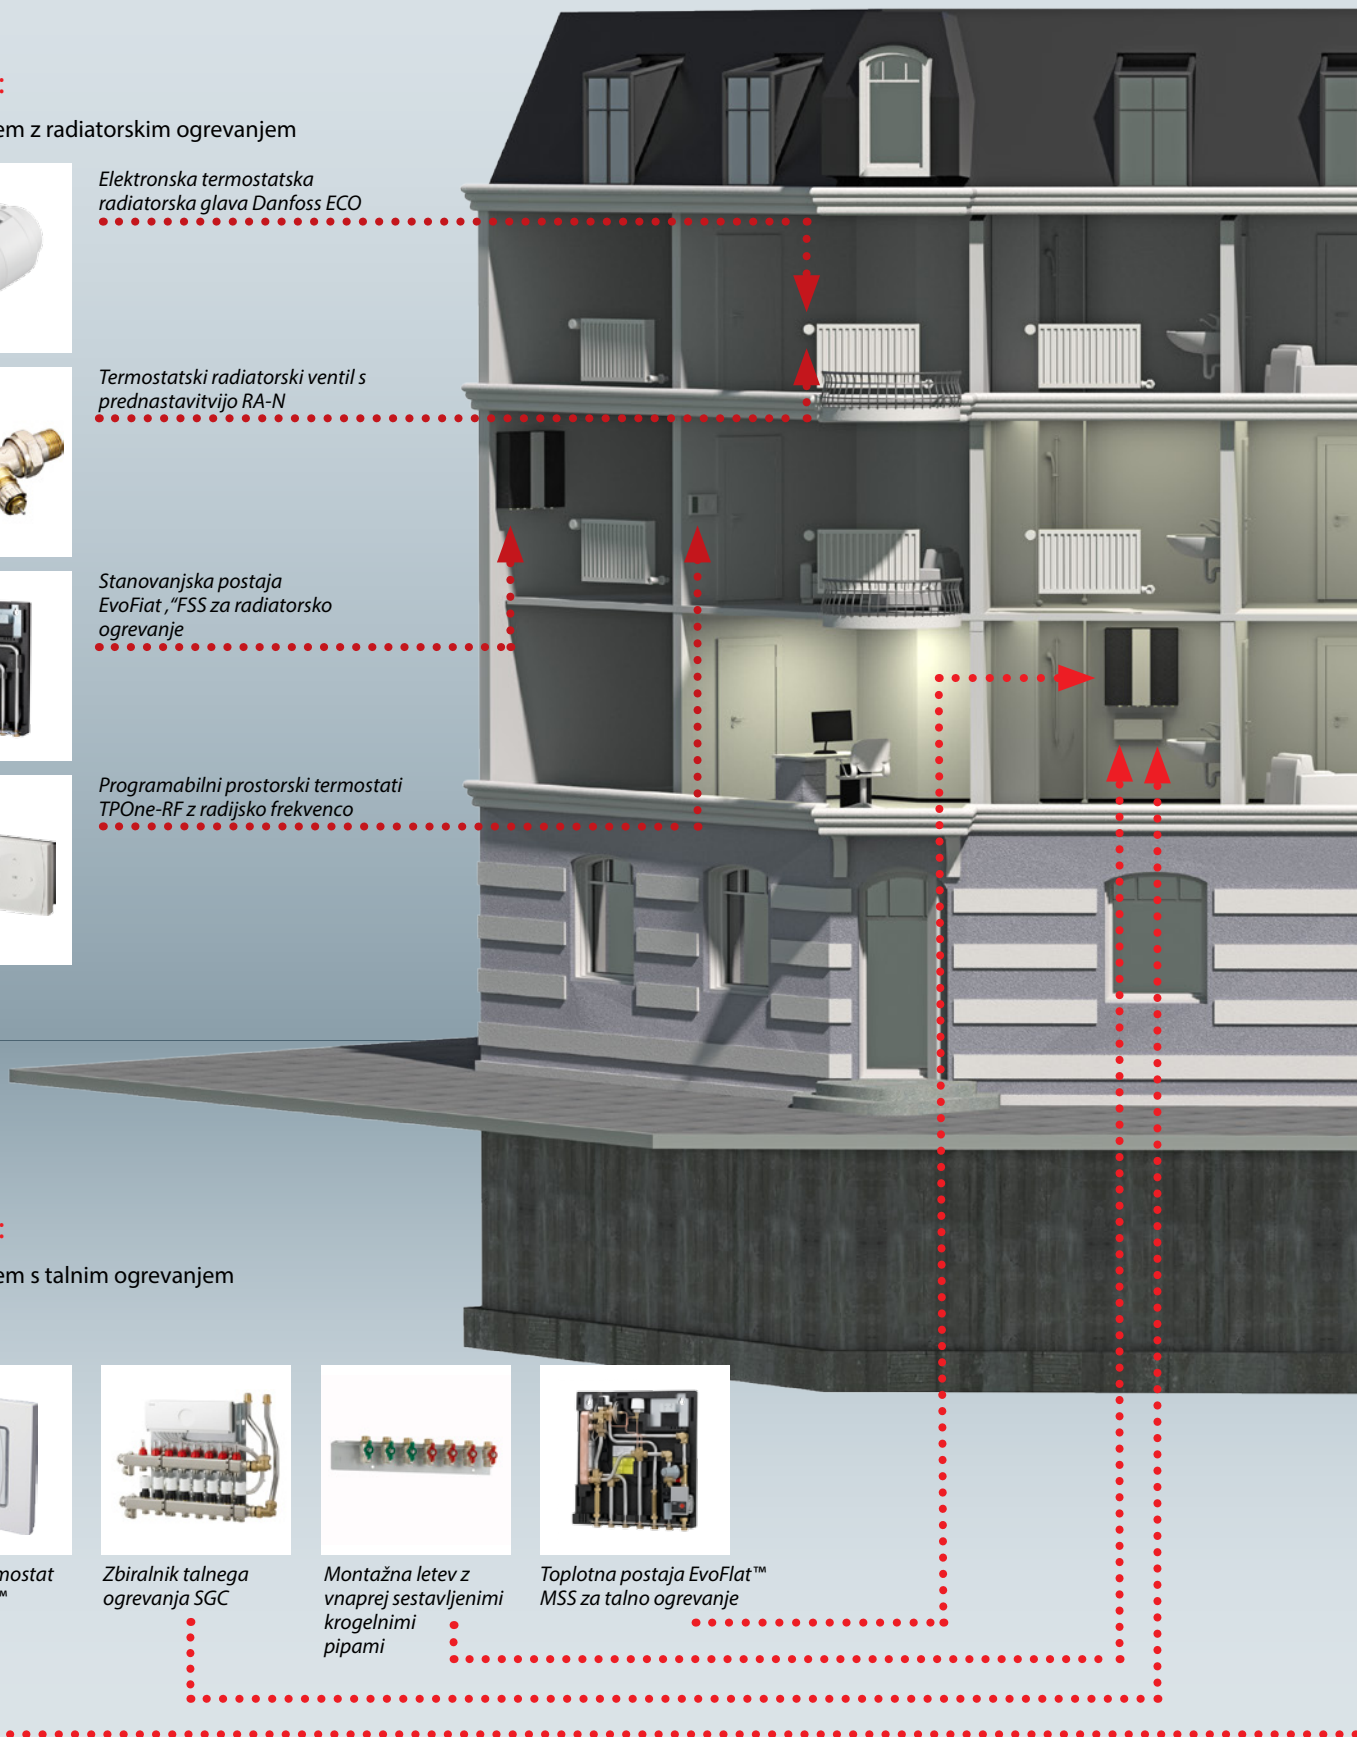 :
em z radiatorskim ogrevanjem
Elektronska termostatska
radiatorska glava Danfoss ECO
Termostatski radiatorski ventil s
prednastavitvijo RA-N
Stanovanjska postaja
EvoFiat ‚“FSS za radiatorsko
ogrevanje
Programabilni prostorski termostati
TPOne-RF z radijsko frekvenco
:
em s talnim ogrevanjem
mostat
™
Zbiralnik talnega
ogrevanja SGC
Montažna letev z
vnaprej sestavljenimi
krogelnimi
pipami
Toplotna postaja EvoFlat™
MSS za talno ogrevanje